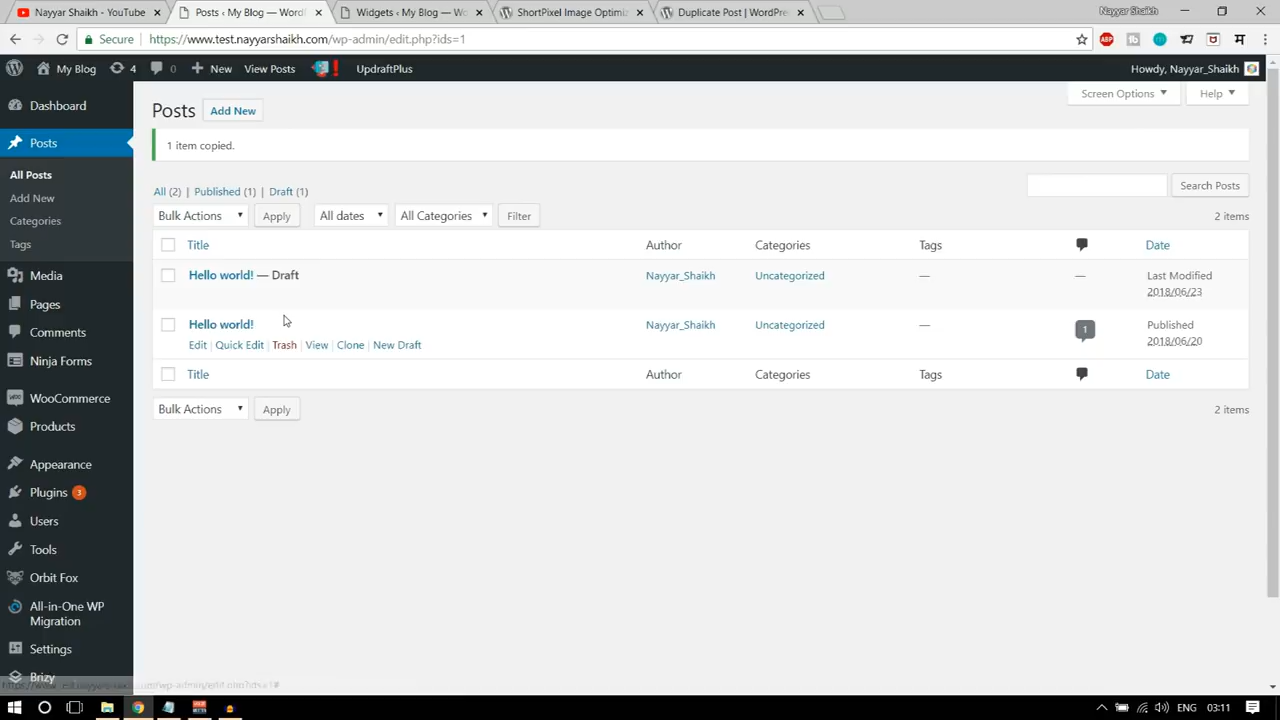 Nayyar Shaikh - YouTube
Posts ‹ My Blog — Word
Widgets ‹ My Blog — Wo
ShortPixel Image Optimiz
Duplicate Post | WordPre
Nayyar Shaikh
Secure
https://www.test.nayyarshaikh.com/wp-admin/edit.php?ids=1
ABP
My Blog
4
0
New
View Posts
!
UpdraftPlus
Howdy, Nayyar_Shaikh
Dashboard
Posts
All Posts
Add New
Categories
Tags
Media
Pages
Comments
Ninja Forms
WooCommerce
Products
Appearance
Plugins 3
Users
Tools
Orbit Fox
All-in-One WP
Migration
Settings
Brizy
Screen Options
Help
Posts Add New
1 item copied.
All (2) | Published (1) | Draft (1)
Search Posts
Bulk Actions Apply All dates All Categories Filter 2 items
Title Author Categories Tags Date
Hello world! — Draft Nayyar_Shaikh Uncategorized — — Last Modified
2018/06/23
Hello world! Nayyar_Shaikh Uncategorized — 1 Published
2018/06/20
Edit | Quick Edit | Trash | View | Clone | New Draft
Title Author Categories Tags Date
Bulk Actions Apply 2 items
ENG 03:11